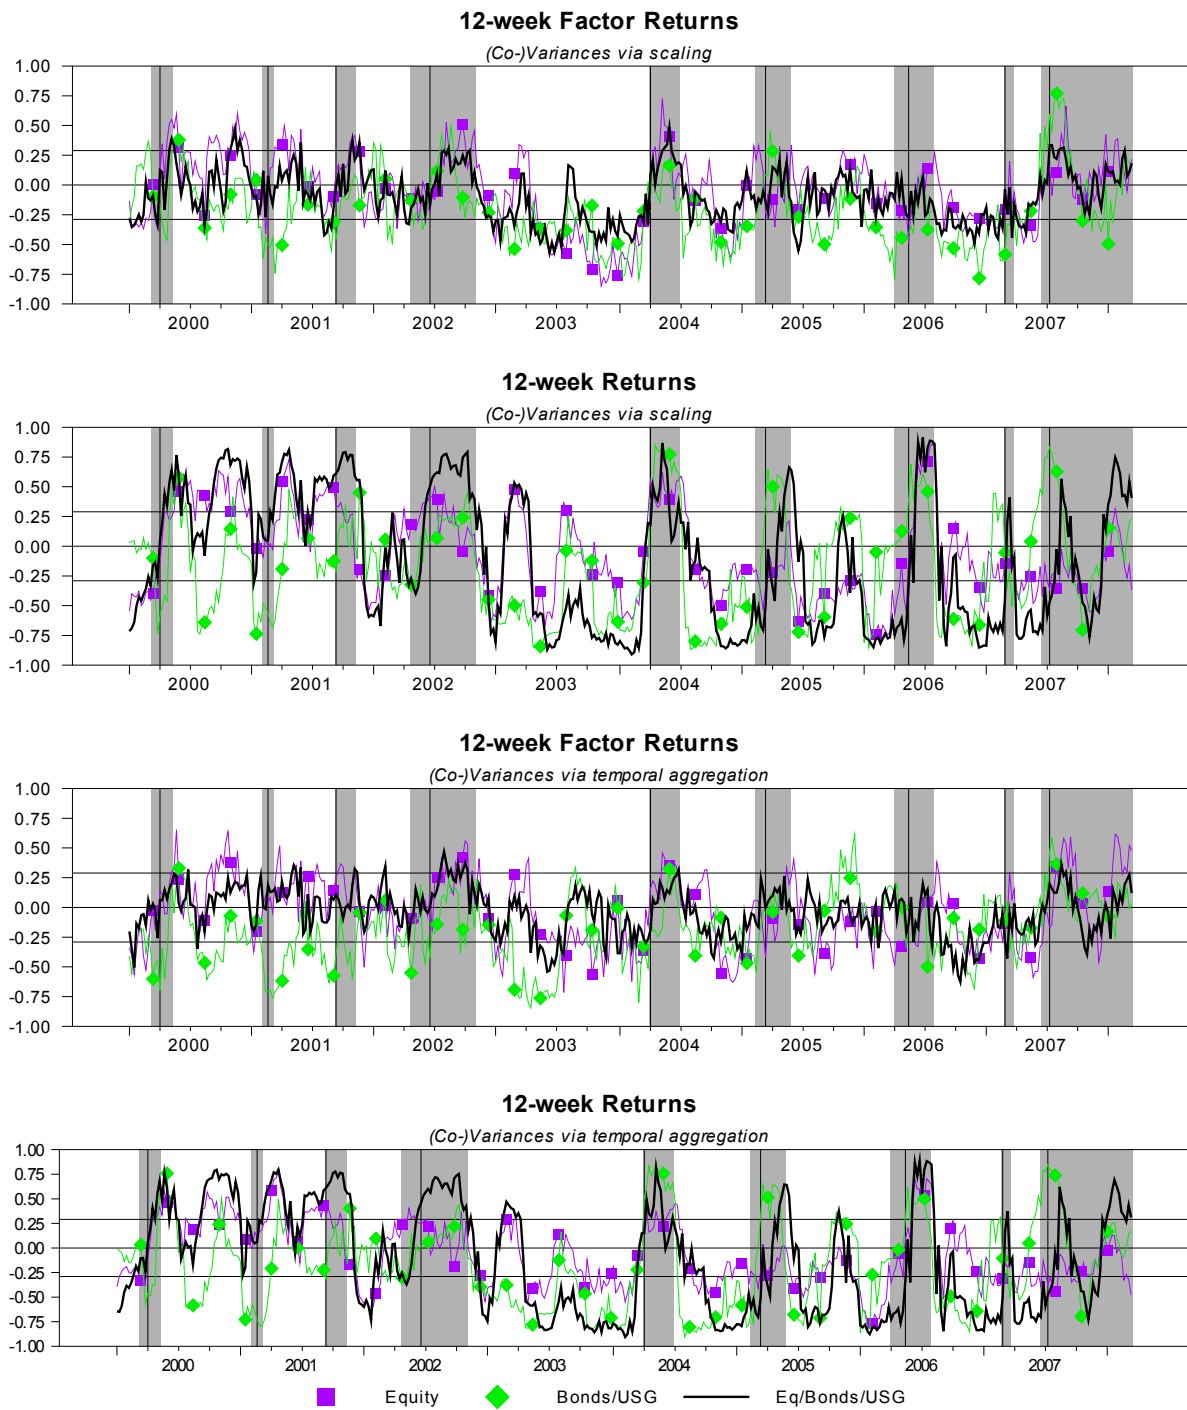 12-week Factor Returns
(Co-)Variances via scaling
1.00
0.75
0.50
0.25
0.00
-0.25
-0.50
-0.75
-1.00
2000 2001 2002 2003 2004 2005 2006 2007
12-week Returns
(Co-)Variances via scaling
1.00
0.75
0.50
0.25
0.00
-0.25
-0.50
-0.75
-1.00
2000 2001 2002 2003 2004 2005 2006 2007
12-week Factor Returns
(Co-)Variances via temporal aggregation
1.00
0.75
0.50
0.25
0.00
-0.25
-0.50
-0.75
-1.00
2000 2001 2002 2003 2004 2005 2006 2007
12-week Returns
(Co-)Variances via temporal aggregation
1.00
0.75
0.50
0.25
0.00
-0.25
-0.50
-0.75
-1.00
2000 2001 2002 2003 2004 2005 2006 2007
Equity Bonds/USG Eq/Bonds/USG